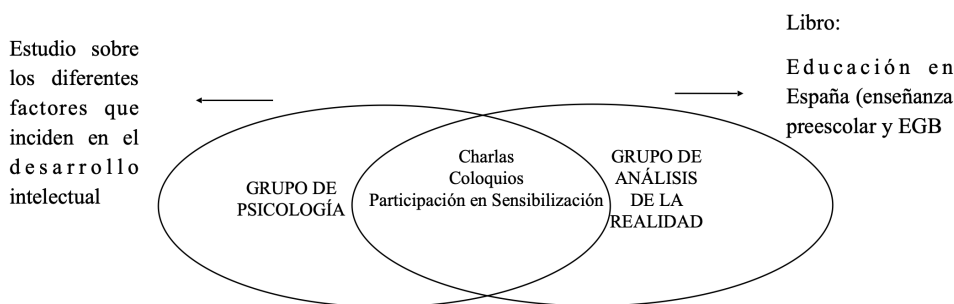 Estudio sobre
los diferentes
factores que
inciden en el
desarrollo
intelectual
GRUPO DE
PSICOLOGÍA
Charlas
Coloquios
Participación en Sensibilización
GRUPO DE
ANÁLISIS
DE LA
REALIDAD
Libro:
Educación en
España (enseñanza
preescolar y EGB